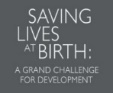 SAVING
LIVES
AT BIRTH:
A GRAND CHALLENGE
FOR DEVELOPMENT